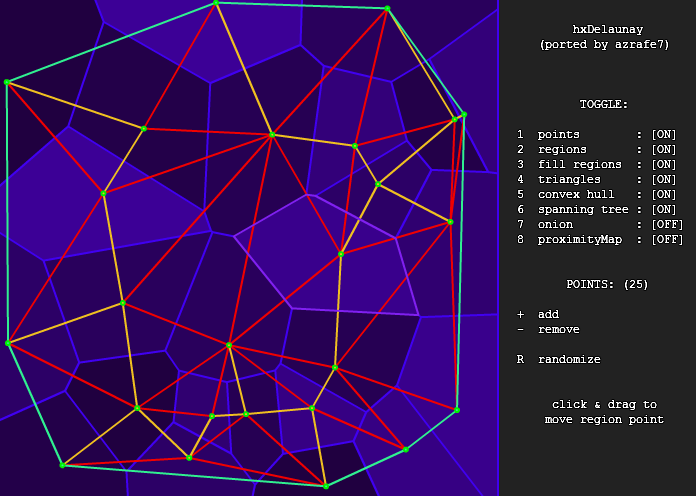 hxDelaunay
(ported by azrafe7)
TOGGLE:
1 points : [ON]
2 regions : [ON]
3 fill regions : [ON]
4 triangles : [ON]
5 convex hull : [ON]
6 spanning tree : [ON]
7 onion : [OFF]
8 proximityMap : [OFF]
POINTS: (25)
+ add
- remove
R randomize
click & drag to
move region point